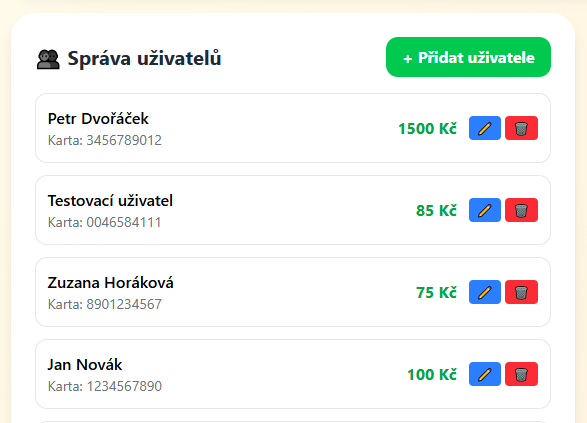 Správa uživatelů
+ Přidat uživatele
Petr Dvořáček
Karta: 3456789012
1500 Kč
Testovací uživatel
Karta: 0046584111
85 Kč
Zuzana Horáková
Karta: 8901234567
75 Kč
Jan Novák
Karta: 1234567890
100 Kč